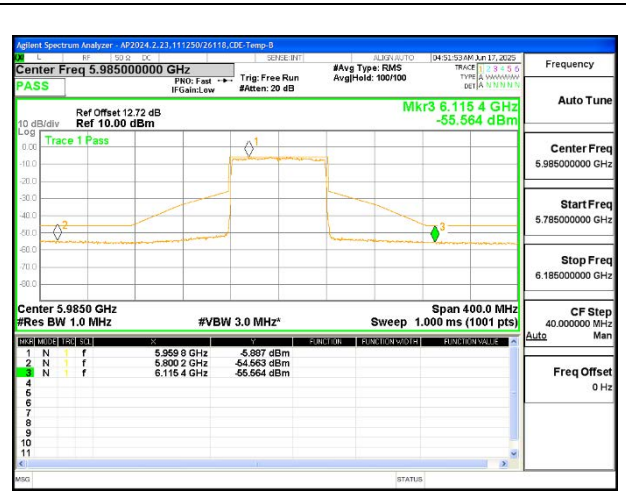 Agilent Spectrum Analyzer - AP2024.2.23,111250/26118,CDE-Temp-B
L RF 50 Ω DC SENSE:INT ALIGN AUTO 04:51:53 AM Jun 17, 2025
Center Freq 5.985000000 GHz
PASS
PNO: Fast
IFGain:Low
Trig: Free Run
#Atten: 20 dB
#Avg Type: RMS
Avg|Hold: 100/100
TRACE 1 2 3 4 5 6
TYPE A WWWWW
DET A N N N N N
Ref Offset 12.72 dB
10 dB/div Ref 10.00 dBm
Mkr3 6.115 4 GHz
-55.564 dBm
Log
Trace 1 Pass
0.00
-10.0
-20.0
-30.0
-40.0
-50.0
-60.0
-70.0
-80.0
1
2
3
Center 5.9850 GHz Span 400.0 MHz
#Res BW 1.0 MHz #VBW 3.0 MHz* Sweep 1.000 ms (1001 pts)
MKR MODE TRC SCL X Y FUNCTION FUNCTION WIDTH FUNCTION VALUE
1 N 1 f 5.959 8 GHz -5.887 dBm
2 N 1 f 5.800 2 GHz -54.563 dBm
3 N 1 f 6.115 4 GHz -55.564 dBm
4
5
6
7
8
9
10
11
MSG STATUS
Frequency
Auto Tune
Center Freq
5.985000000 GHz
Start Freq
5.785000000 GHz
Stop Freq
6.185000000 GHz
CF Step
40.000000 MHz
Auto Man
Freq Offset
0 Hz